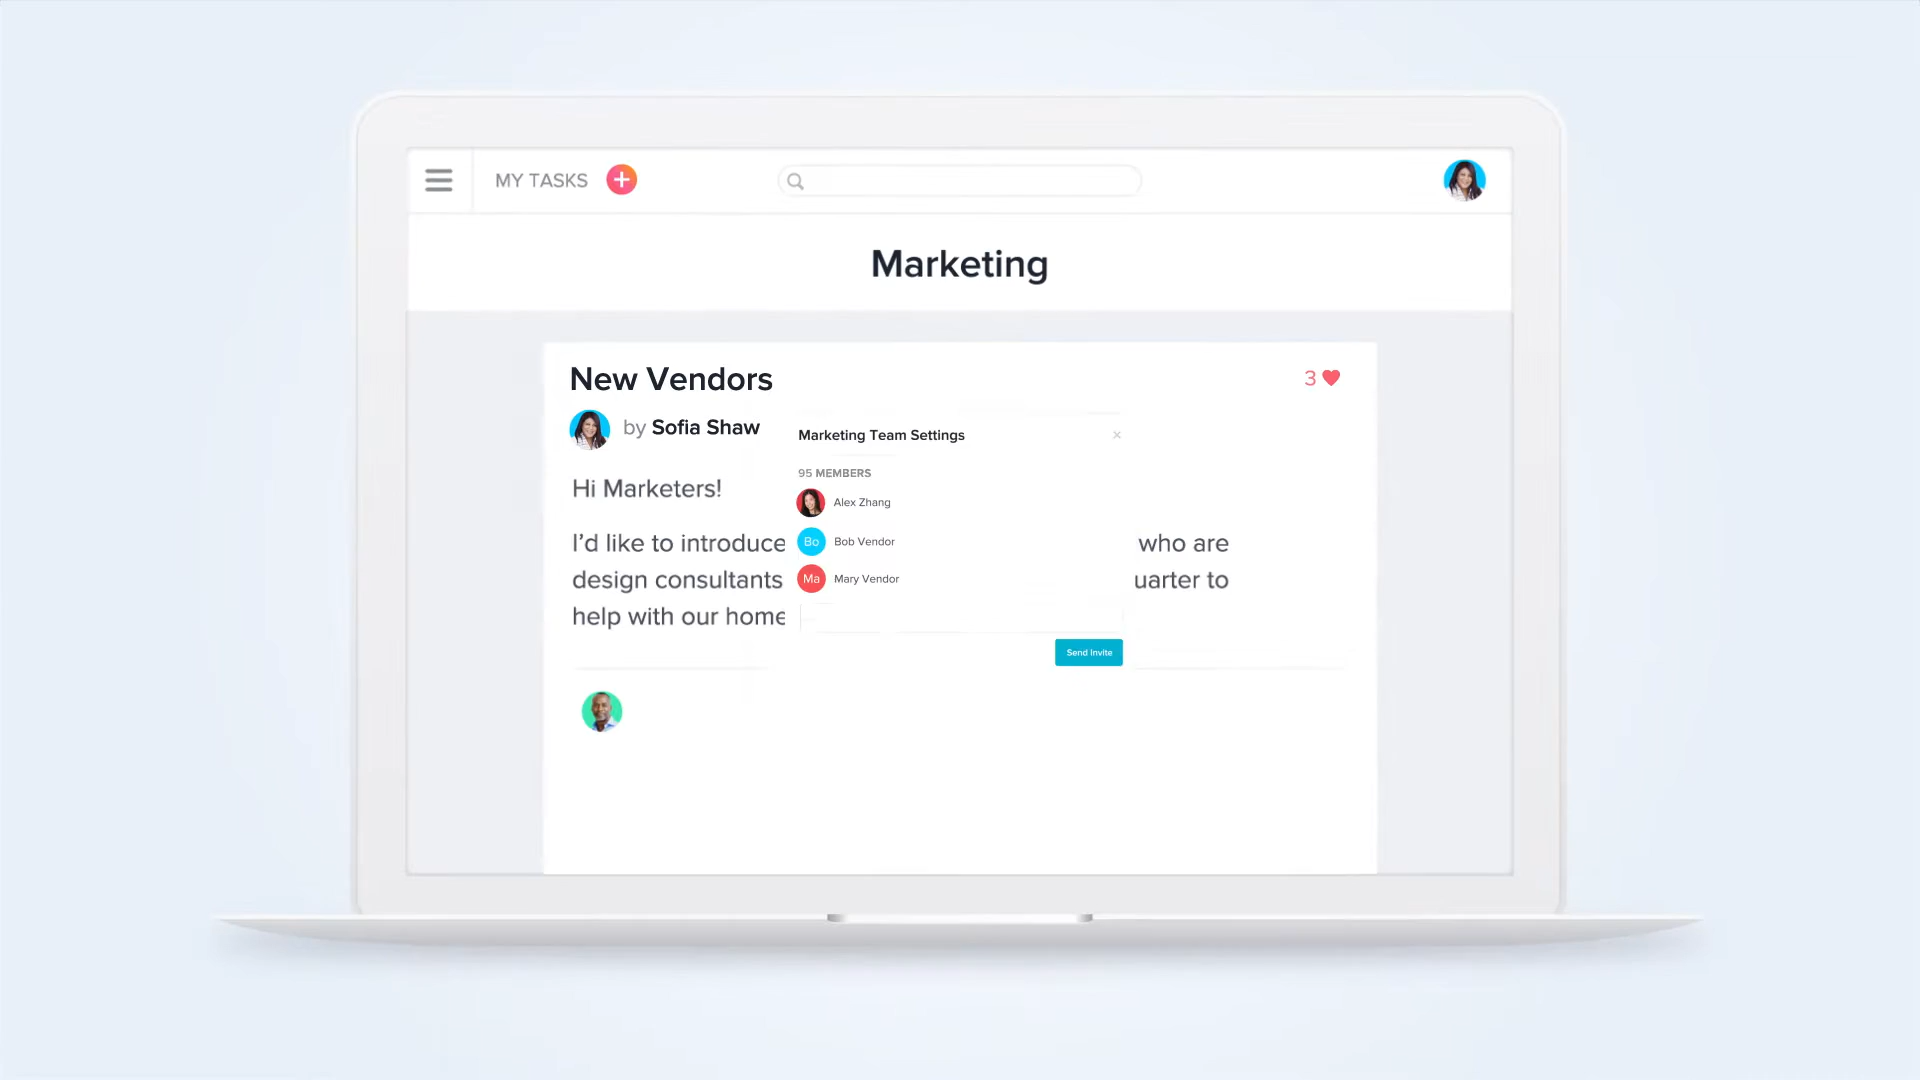 MY TASKS
Marketing
New Vendors
3
by Sofia Shaw
Marketing Team Settings
95 MEMBERS
Hi Marketers!
Alex Zhang
I'd like to introduce
Bo
Bob Vendor
who are
design consultants
Ma
Mary Vendor
uarter to
help with our home
Send Invite